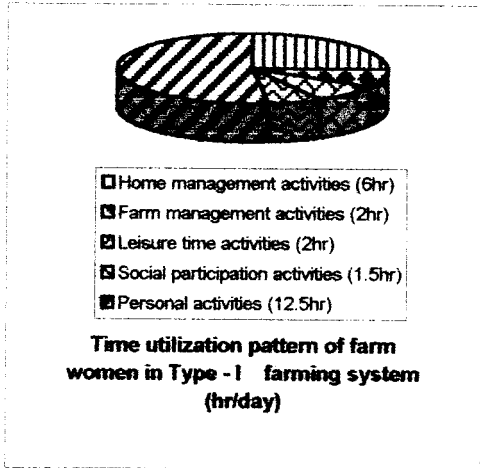 Home management activities (6hr)
Farm management activities (2hr)
Leisure time activities (2hr)
Social participation activities (1.5hr)
Personal activities (12.5hr)
Time utilization pattern of farm
women in Type - I farming system
(hr/day)